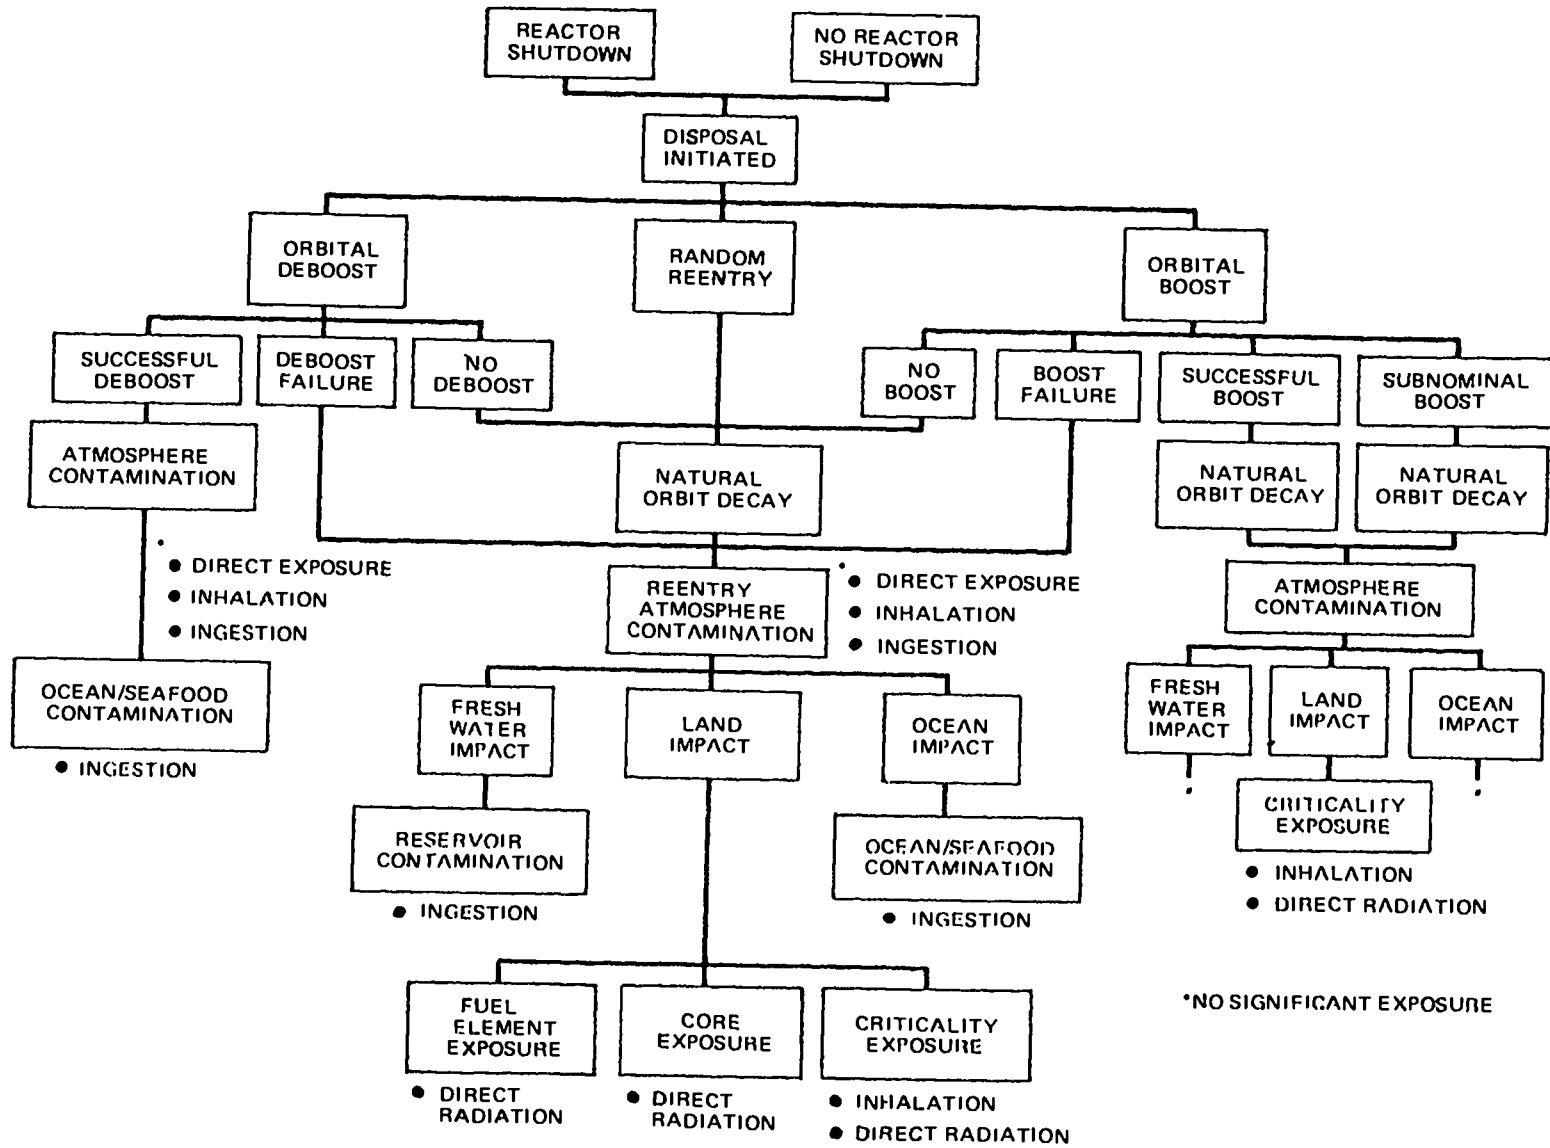 REACTOR
SHUTDOWN
NO REACTOR
SHUTDOWN
DISPOSAL
INITIATED
ORBITAL
DEBOOST
RANDOM
REENTRY
ORBITAL
BOOST
SUCCESSFUL
DEBOOST
DEBOOST
FAILURE
NO
DEBOOST
NO
BOOST
BOOST
FAILURE
SUCCESSFUL
BOOST
SUBNOMINAL
BOOST
ATMOSPHERE
CONTAMINATION
NATURAL
ORBIT DECAY
NATURAL
ORBIT DECAY
NATURAL
ORBIT DECAY
* 
● DIRECT EXPOSURE
● INHALATION
● INGESTION
REENTRY
ATMOSPHERE
CONTAMINATION
*
● DIRECT EXPOSURE
● INHALATION
● INGESTION
ATMOSPHERE
CONTAMINATION
OCEAN/SEAFOOD
CONTAMINATION
● INGESTION
FRESH
WATER
IMPACT
LAND
IMPACT
OCEAN
IMPACT
FRESH
WATER
IMPACT
LAND
IMPACT
OCEAN
IMPACT
*
*
RESERVOIR
CONTAMINATION
● INGESTION
OCEAN/SEAFOOD
CONTAMINATION
● INGESTION
CRITICALITY
EXPOSURE
● INHALATION
● DIRECT RADIATION
FUEL
ELEMENT
EXPOSURE
● DIRECT
RADIATION
CORE
EXPOSURE
● DIRECT
RADIATION
CRITICALITY
EXPOSURE
● INHALATION
● DIRECT RADIATION
*NO SIGNIFICANT EXPOSURE